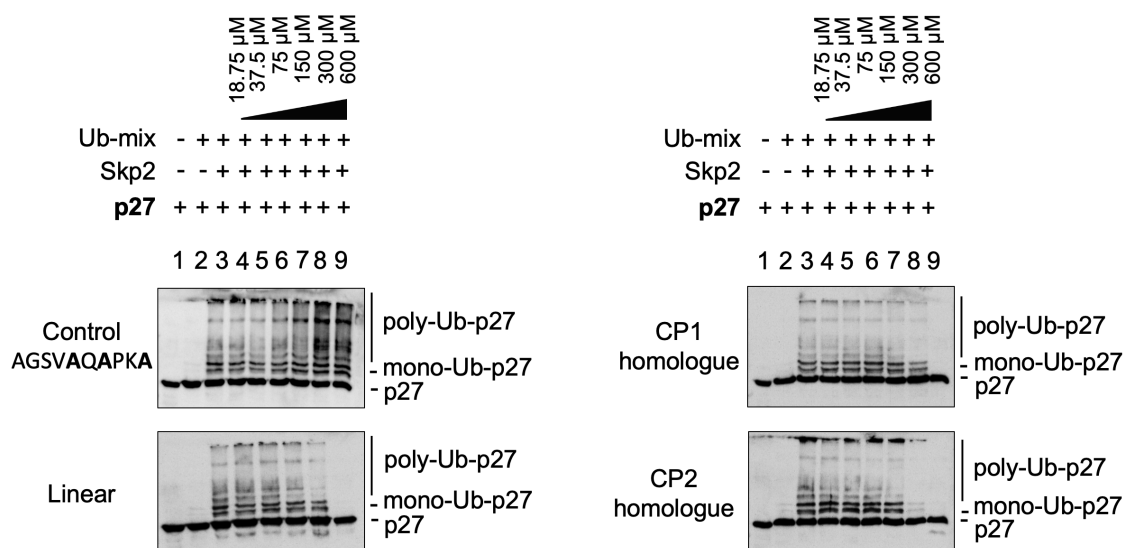 18.75 µM
37.5 µM
75 µM
150 µM
300 µM
600 µM
Ub-mix - + + + + + + + +
Skp2 - - + + + + + + +
p27 + + + + + + + + +
1 2 3 4 5 6 7 8 9
Control
AGSVAQAPKA
poly-Ub-p27
mono-Ub-p27
p27
Linear
poly-Ub-p27
mono-Ub-p27
p27
18.75 µM
37.5 µM
75 µM
150 µM
300 µM
600 µM
Ub-mix - + + + + + + + +
Skp2 - - + + + + + + +
p27 + + + + + + + + +
1 2 3 4 5 6 7 8 9
CP1
homologue
poly-Ub-p27
mono-Ub-p27
p27
CP2
homologue
poly-Ub-p27
mono-Ub-p27
p27